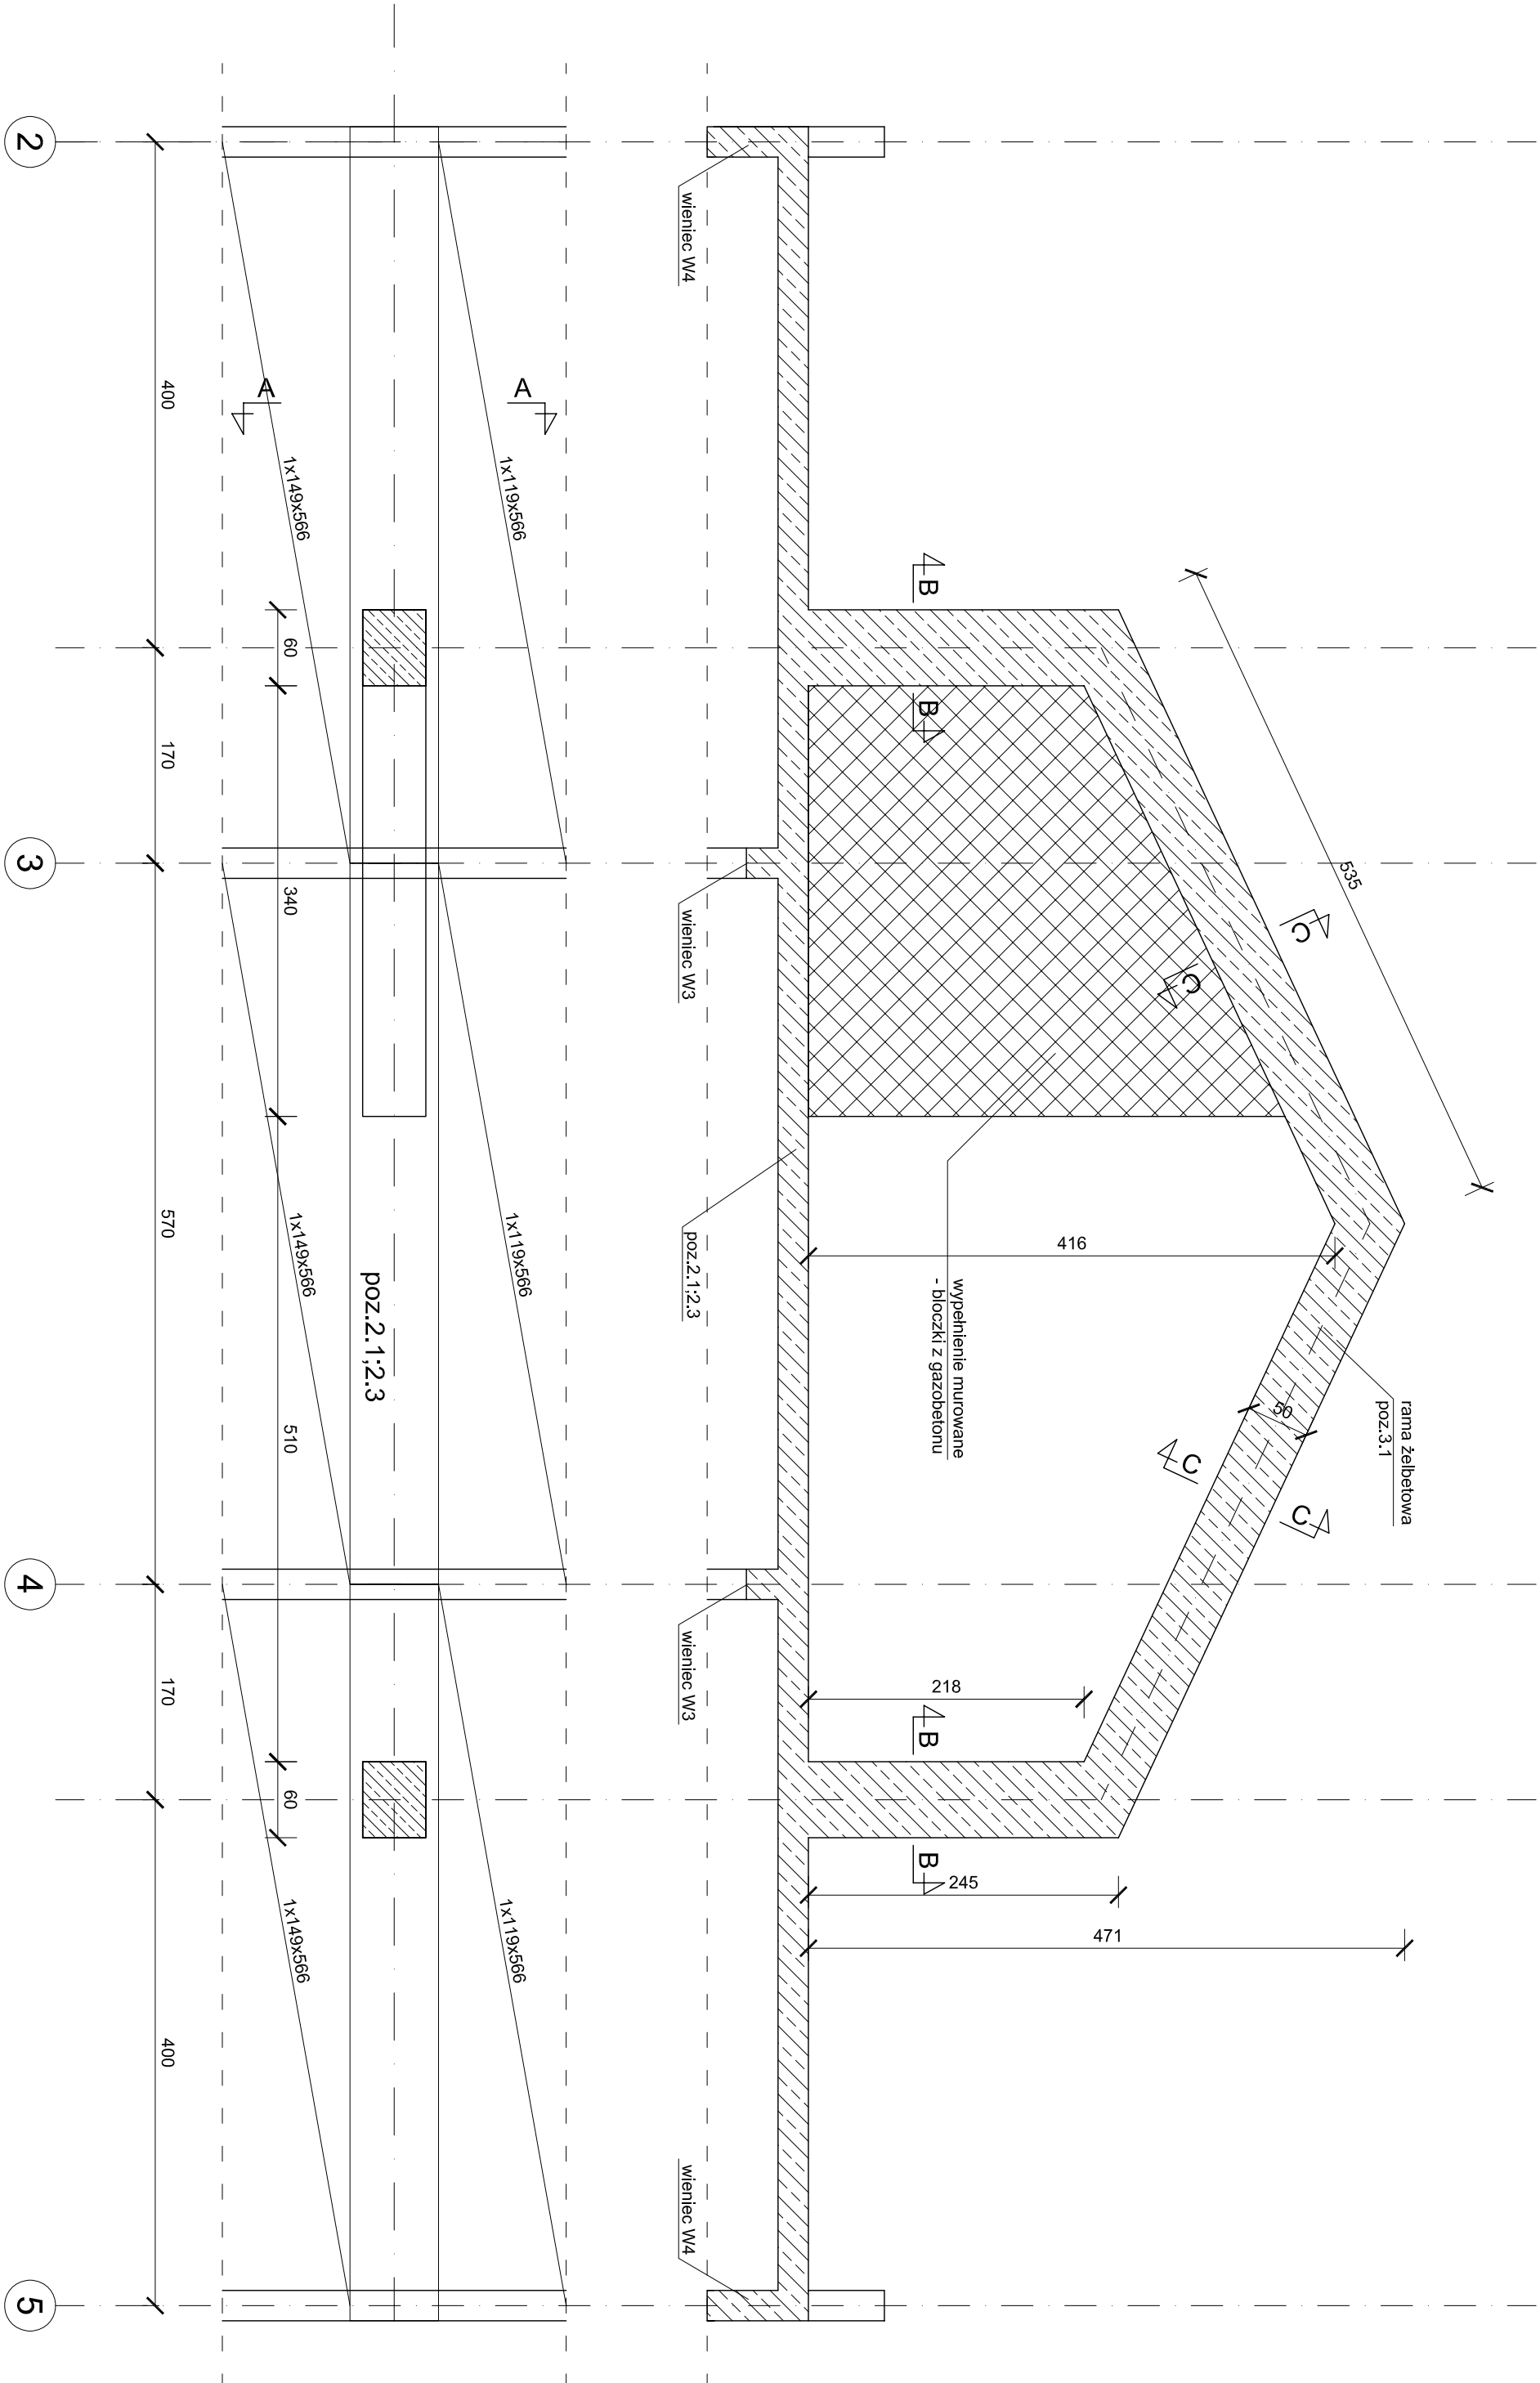 535
C
C
rama żelbetowa
poz.3.1
50
C
C
B
B
416
218
B
B
245
471
wypełnienie murowane
- bloczki z gazobetonu
wieniec W4
wieniec W3
poz.2.1;2.3
wieniec W3
wieniec W4
A
A
1x119x566
1x119x566
1x119x566
poz.2.1;2.3
1x149x566
1x149x566
1x149x566
60
340
510
60
400
170
570
170
400
2
3
4
5